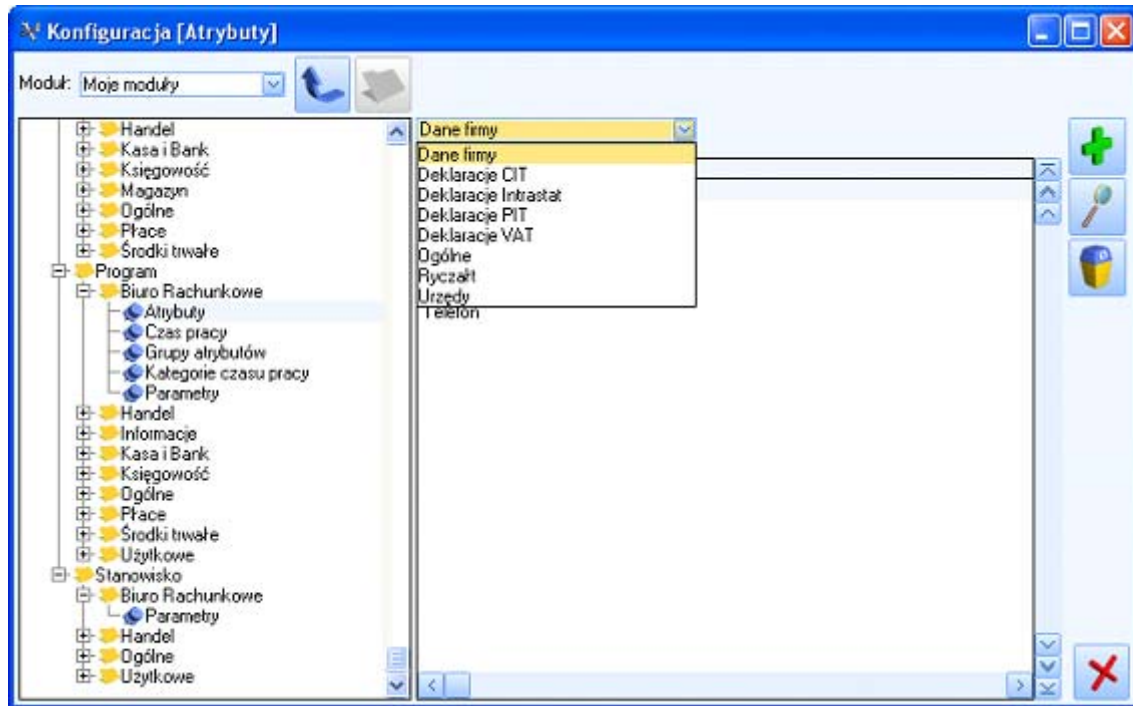 Konfiguracja [Atrybuty]
Moduł: Moje moduły
Handel
Kasa i Bank
Księgowość
Magazyn
Ogólne
Płace
Środki trwałe
Program
Biuro Rachunkowe
Atrybuty
Czas pracy
Grupy atrybutów
Kategorie czasu pracy
Parametry
Handel
Informacje
Kasa i Bank
Księgowość
Ogólne
Płace
Środki trwałe
Użytkowe
Stanowisko
Biuro Rachunkowe
Parametry
Handel
Ogólne
Użytkowe
Dane firmy
Dane firmy
Deklaracje CIT
Deklaracje Intrastat
Deklaracje PIT
Deklaracje VAT
Ogólne
Ryczałt
Urzędy
Telefon